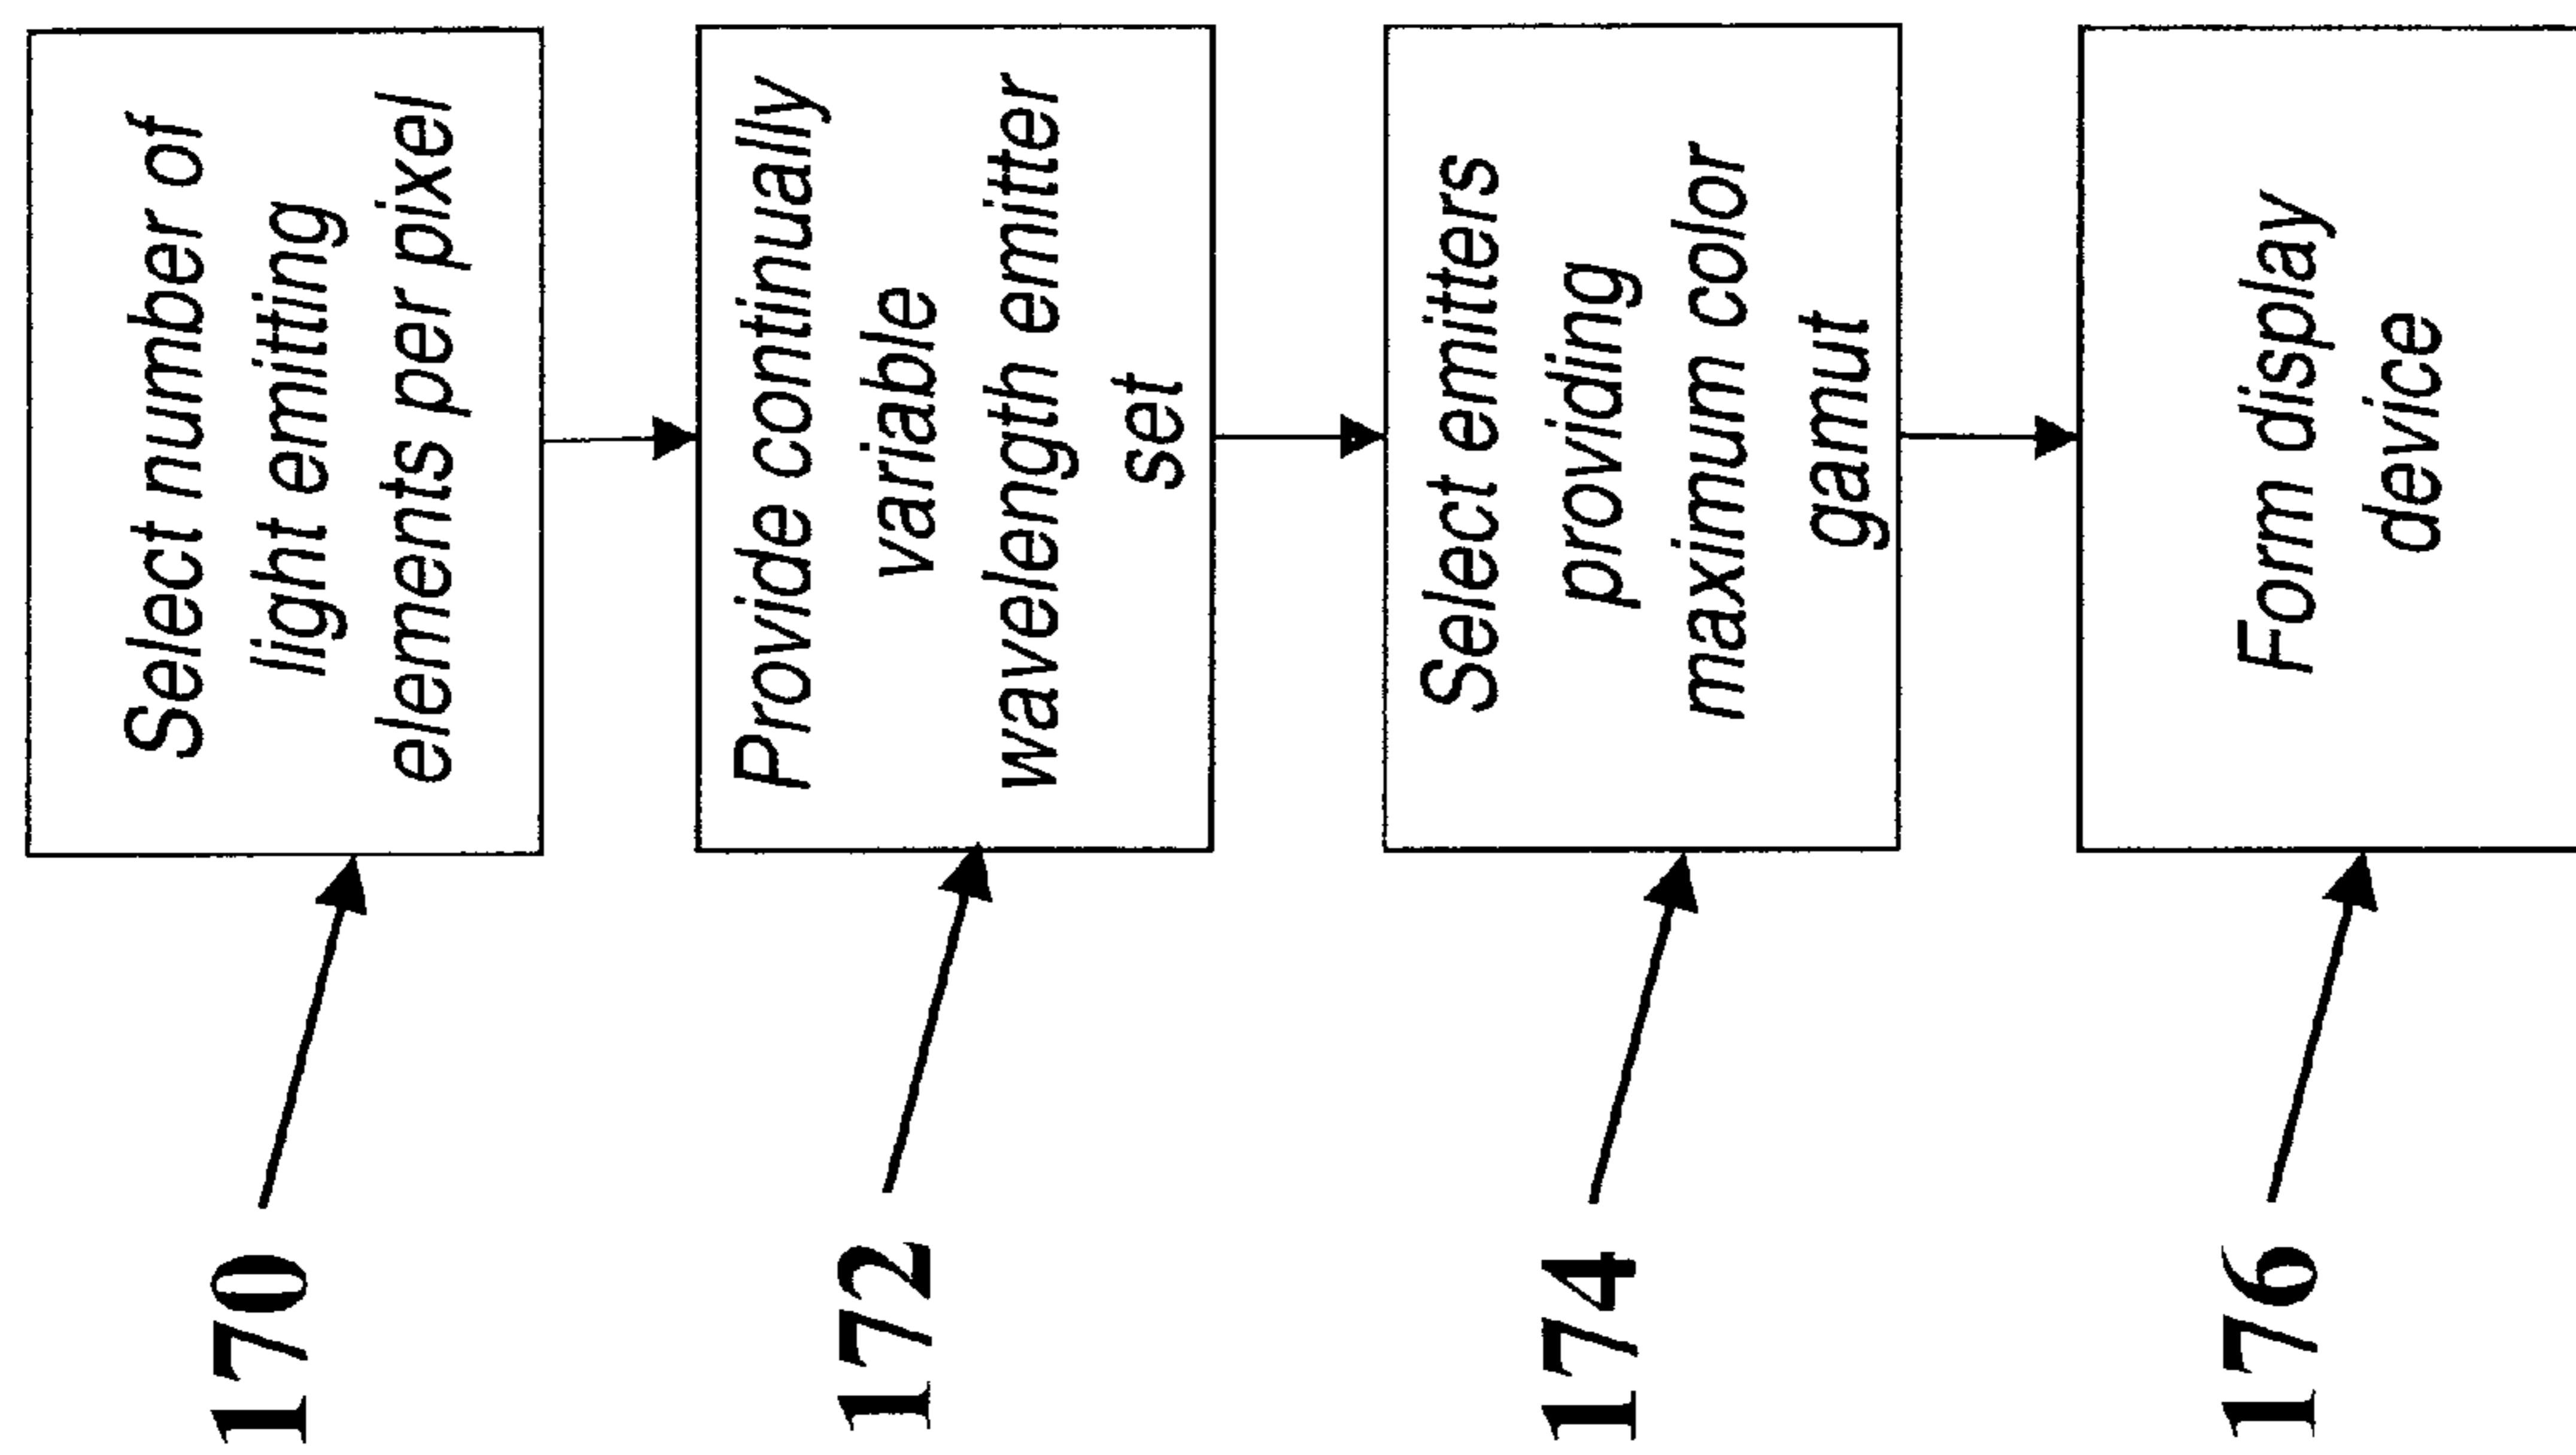 170
Select number of
light emitting
elements per pixel
172
Provide continually
variable
wavelength emitter
set
174
Select emitters
providing
maximum color
gamut
176
Form display
device